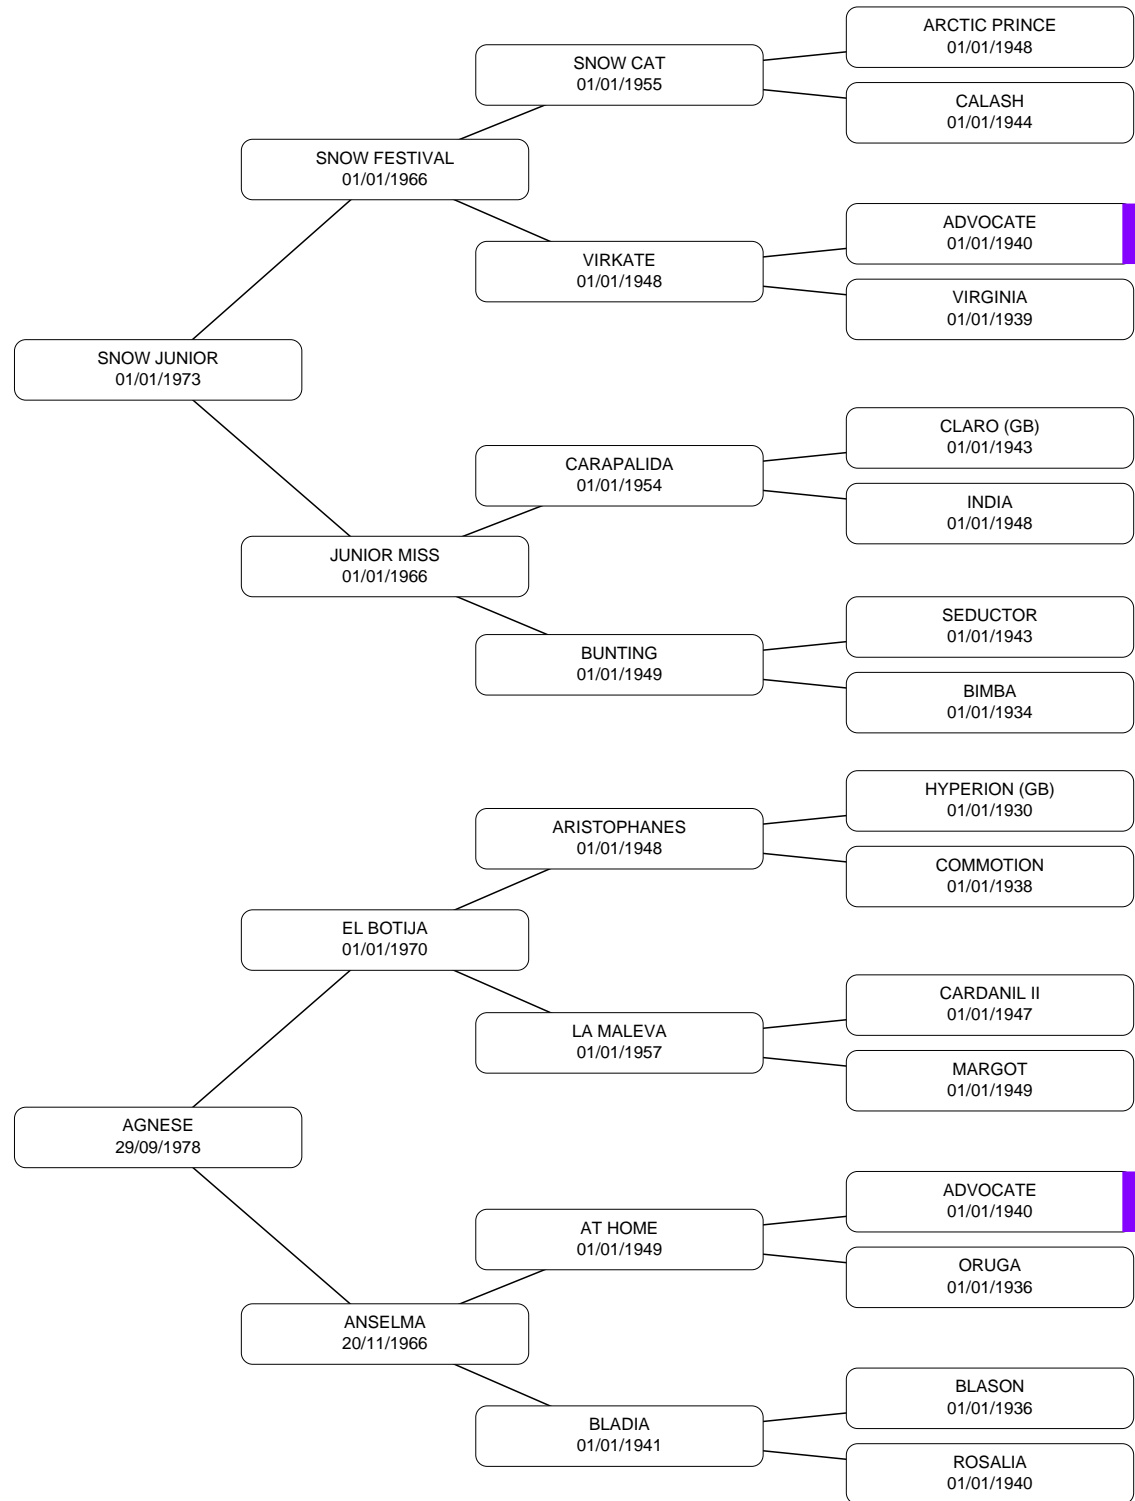 ARCTIC PRINCE
01/01/1948
SNOW CAT
01/01/1955
CALASH
01/01/1944
SNOW FESTIVAL
01/01/1966
ADVOCATE
01/01/1940
VIRKATE
01/01/1948
VIRGINIA
01/01/1939
SNOW JUNIOR
01/01/1973
CLARO (GB)
01/01/1943
CARAPALIDA
01/01/1954
INDIA
01/01/1948
JUNIOR MISS
01/01/1966
SEDUCTOR
01/01/1943
BUNTING
01/01/1949
BIMBA
01/01/1934
HYPERION (GB)
01/01/1930
ARISTOPHANES
01/01/1948
COMMOTION
01/01/1938
EL BOTIJA
01/01/1970
CARDANIL II
01/01/1947
LA MALEVA
01/01/1957
MARGOT
01/01/1949
AGNESE
29/09/1978
ADVOCATE
01/01/1940
AT HOME
01/01/1949
ORUGA
01/01/1936
ANSELMA
20/11/1966
BLASON
01/01/1936
BLADIA
01/01/1941
ROSALIA
01/01/1940